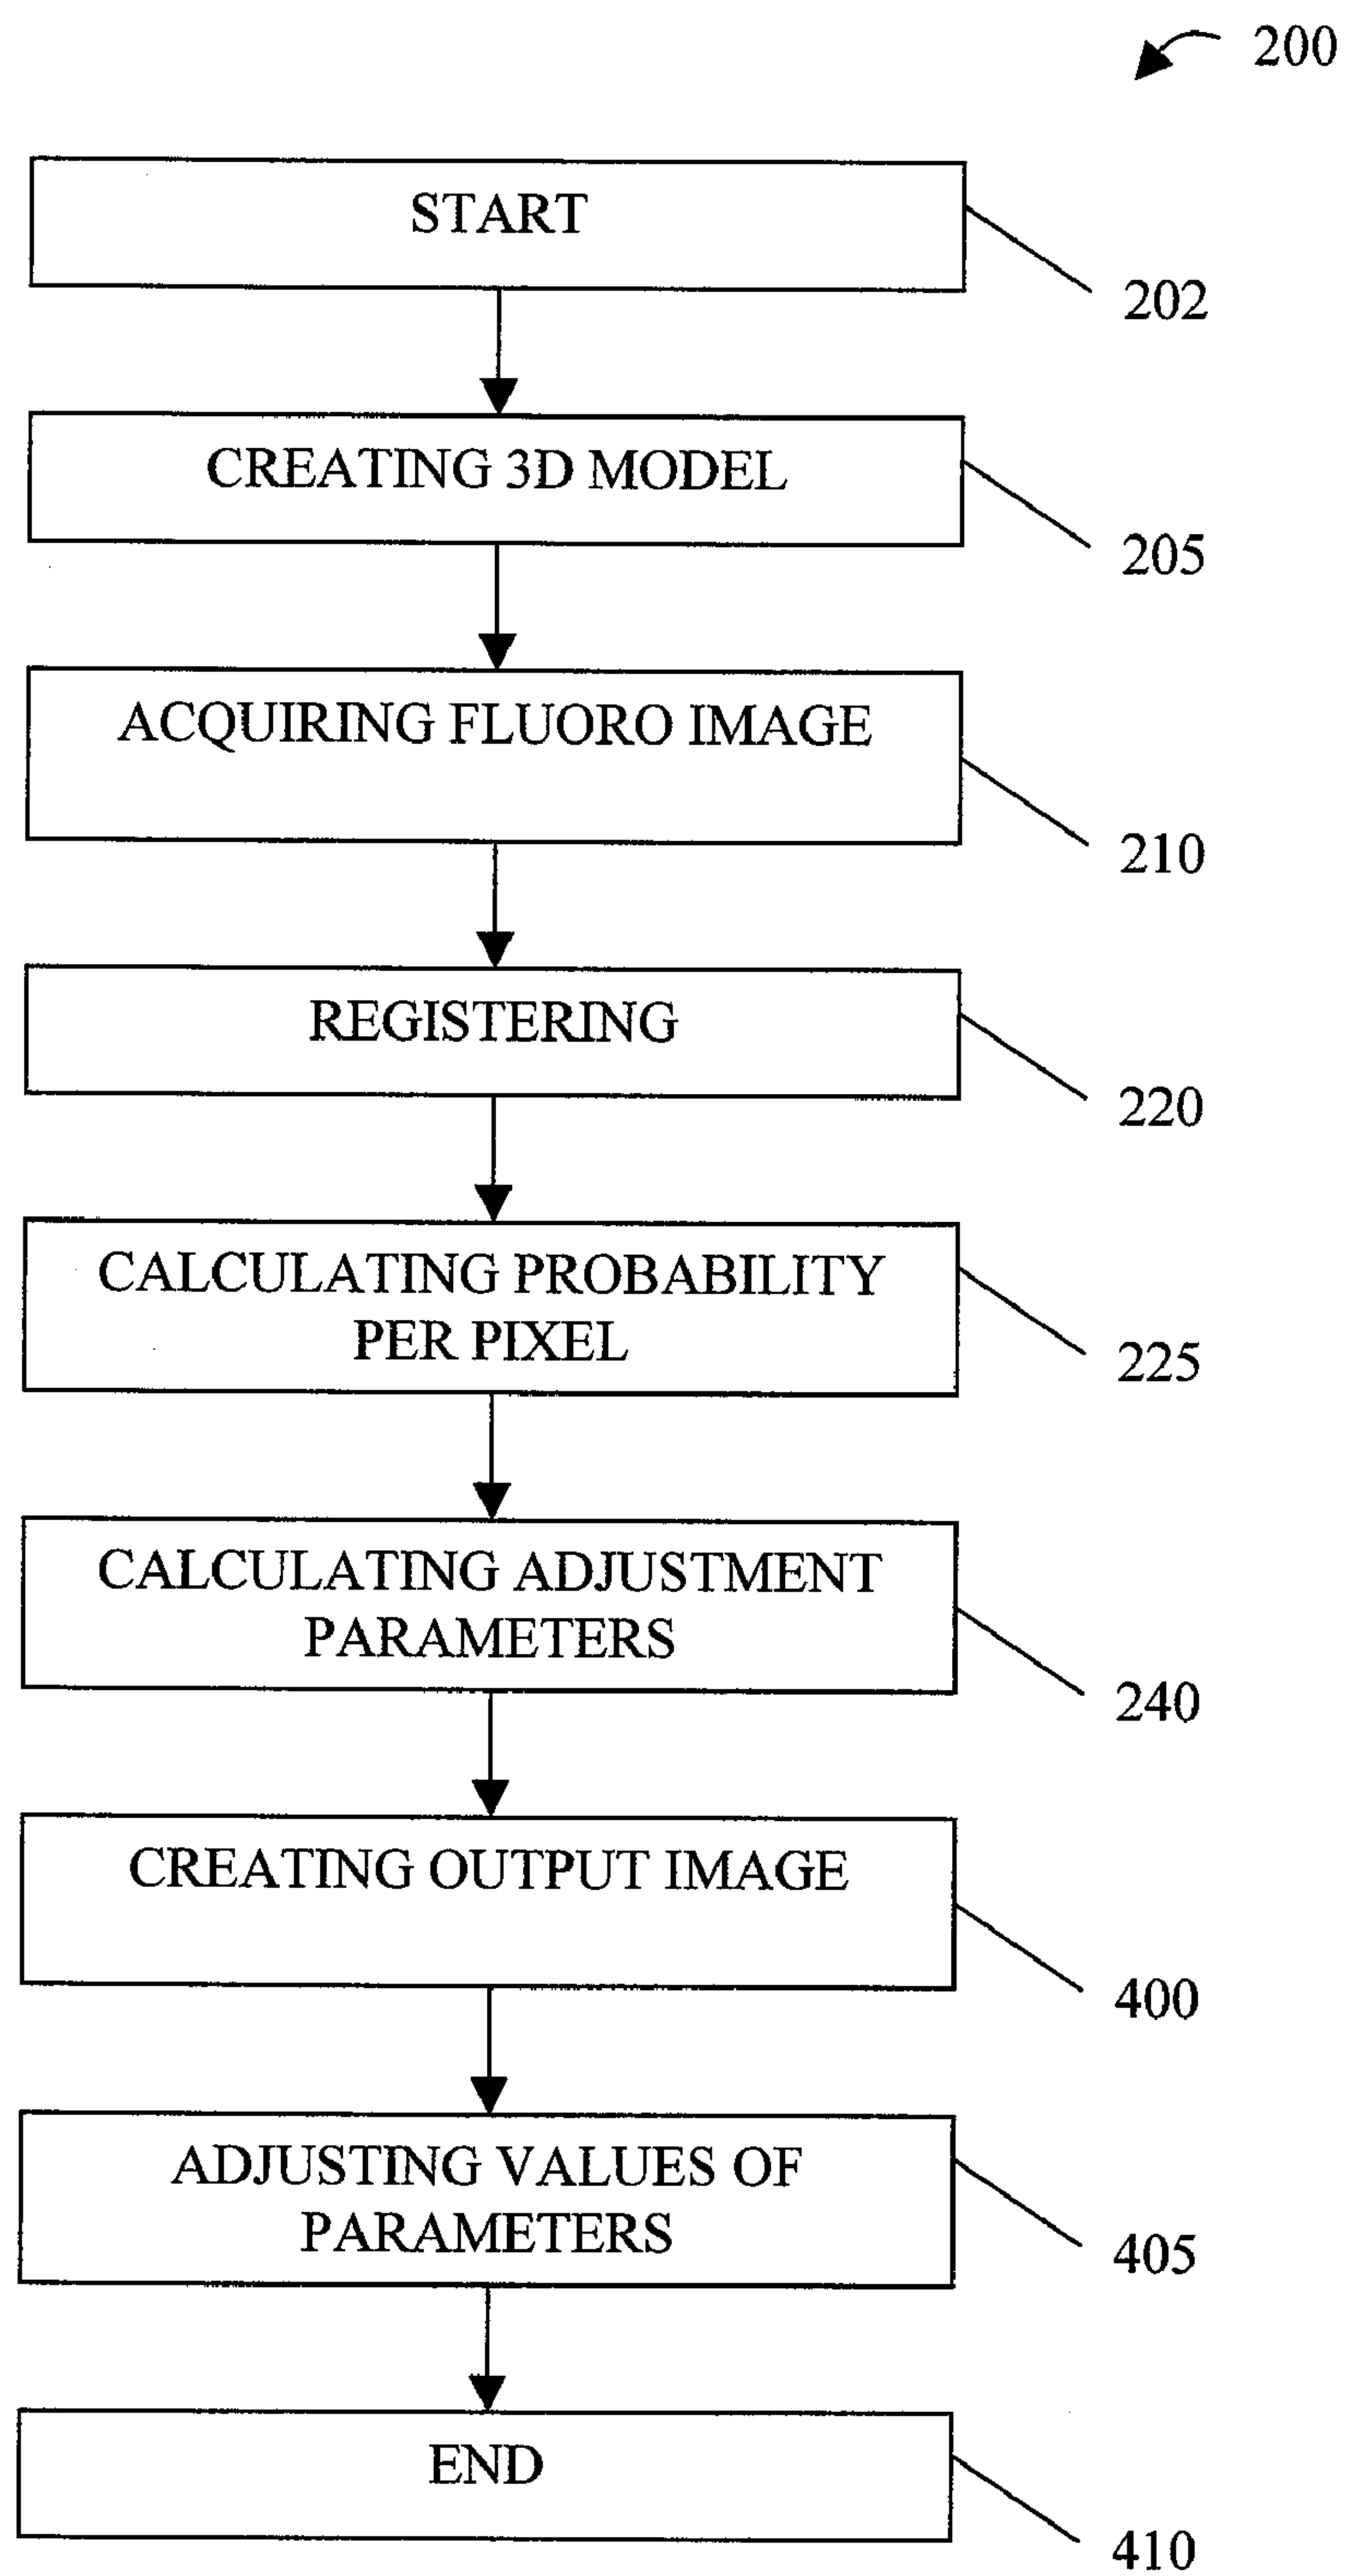 200
START
202
CREATING 3D MODEL
205
ACQUIRING FLUORO IMAGE
210
REGISTERING
220
CALCULATING PROBABILITY
PER PIXEL
225
CALCULATING ADJUSTMENT
PARAMETERS
240
CREATING OUTPUT IMAGE
400
ADJUSTING VALUES OF
PARAMETERS
405
END
410